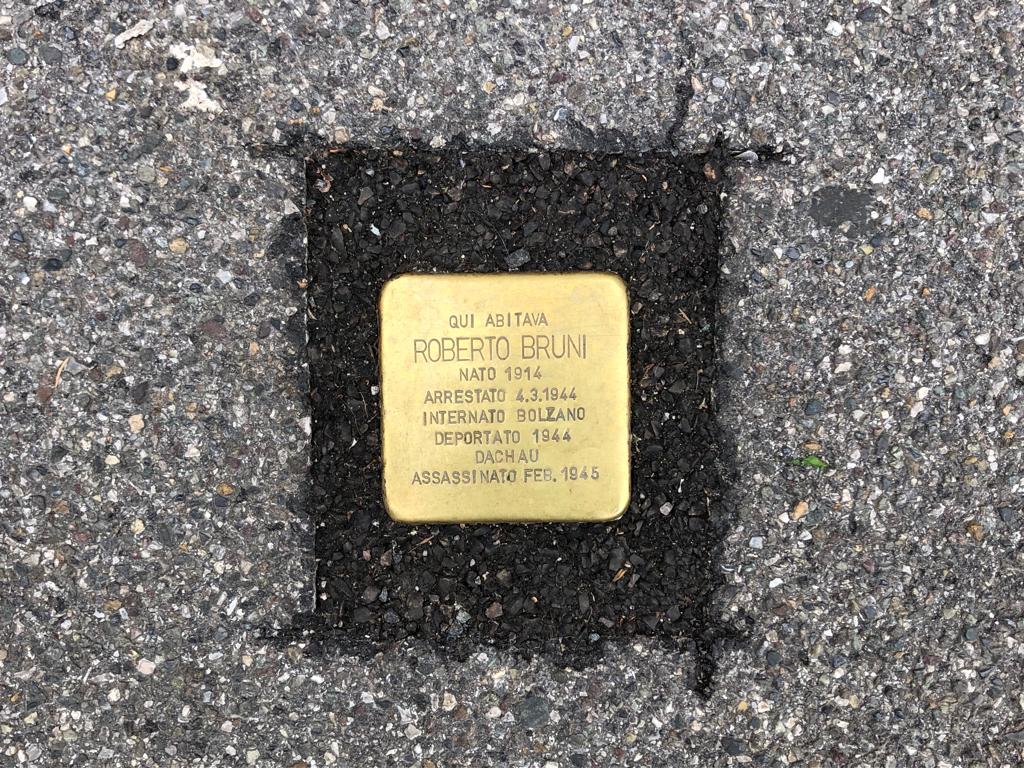 QUI ABITAVA
ROBERTO BRUNI
NATO 1914
ARRESTATO 4.3.1944
INTERNATO BOLZANO
DEPORTATO 1944
DACHAU
ASSASSINATO FEB. 1945